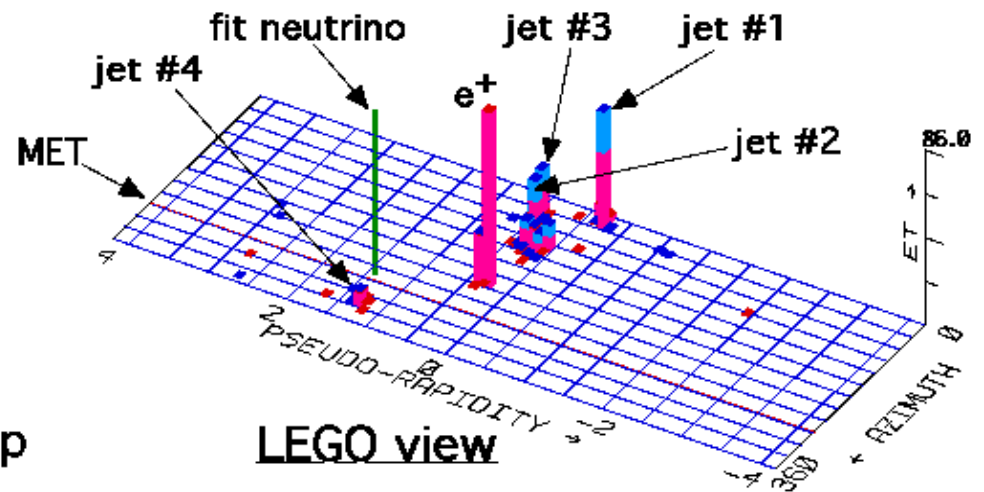 fit neutrino
jet #3
jet #1
jet #4
e+
jet #2
MET
86.0
ET →
4
2
0
-2
-4
PSEUDO-RAPIDITY →
360
← AZIMUTH
0
p
LEGO view